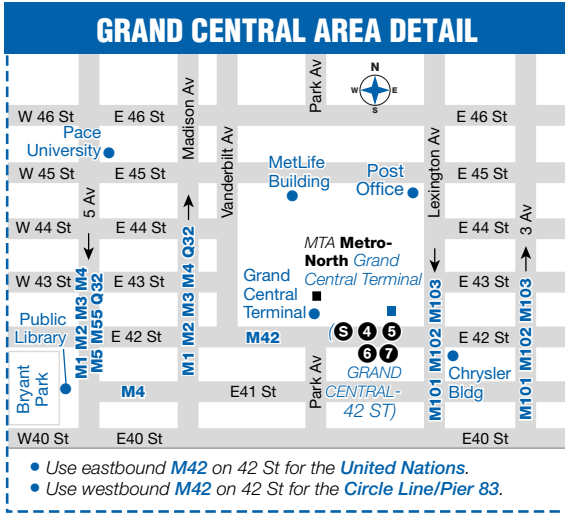 GRAND CENTRAL AREA DETAIL
Madison Av
Park Av
N
W E
S
W 46 St
E 46 St
E 46 St
Pace
University
Vanderbilt Av
MetLife
Building
Post
Office
Lexington Av
W 45 St
E 45 St
E 45 St
5 Av
3 Av
W 44 St
E 44 St
E 44 St
MTA Metro-
North Grand
Central Terminal
W 43 St
E 43 St
E 43 St
Grand
Central
Terminal
M1 M2 M3 M4
M5 M55 Q32
M1 M2 M3 M4 Q32
M101 M102 M103
M101 M102 M103
Public
Library
E 42 St
M42
(S 4 5
6 7
GRAND
CENTRAL-
42 ST)
E 42 St
Chrysler
Bldg
Bryant
Park
M4
E41 St
Park Av
W40 St
E40 St
E40 St
• Use eastbound M42 on 42 St for the United Nations.
• Use westbound M42 on 42 St for the Circle Line/Pier 83.